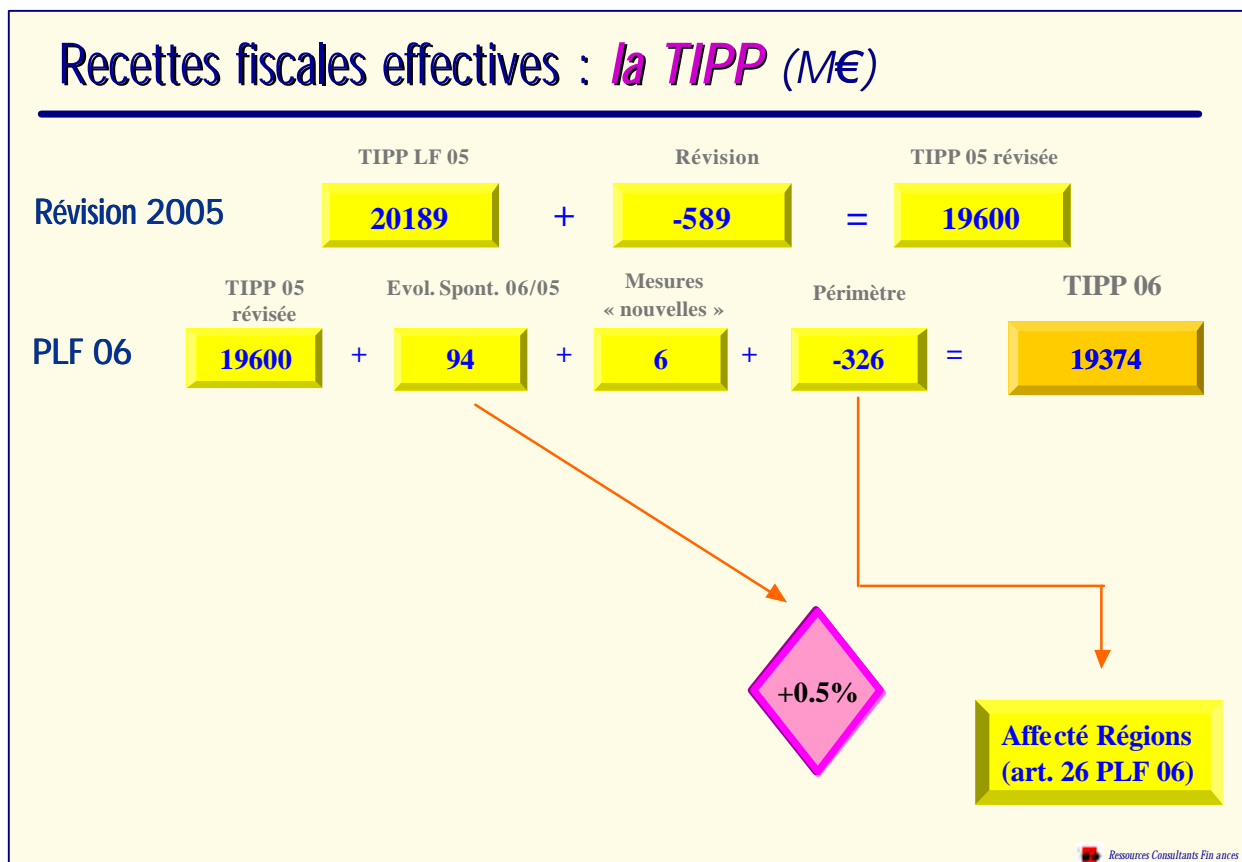 Recettes fiscales effectives : la TIPP (M€)
TIPP LF 05 Révision TIPP 05 révisée
Révision 2005 20189 + -589 = 19600
TIPP 05
révisée
Evol. Spont. 06/05
Mesures
« nouvelles »
Périmètre
TIPP 06
PLF 06 19600 + 94 + 6 + -326 = 19374
+0.5%
Affecté Régions
(art. 26 PLF 06)
Ressources Consultants Fin ances